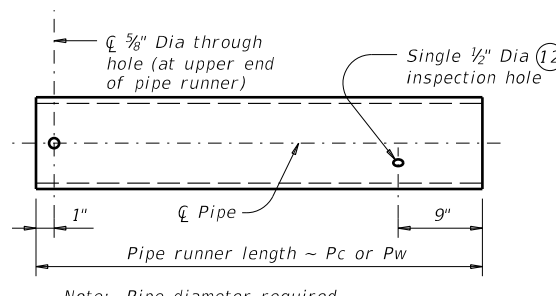 ℄ 5/8" Dia through
hole (at upper end
of pipe runner)
Single ½" Dia 12
inspection hole
℄ Pipe
1"
9"
Pipe runner length ~ Pc or Pw
Note: Pipe diameter required